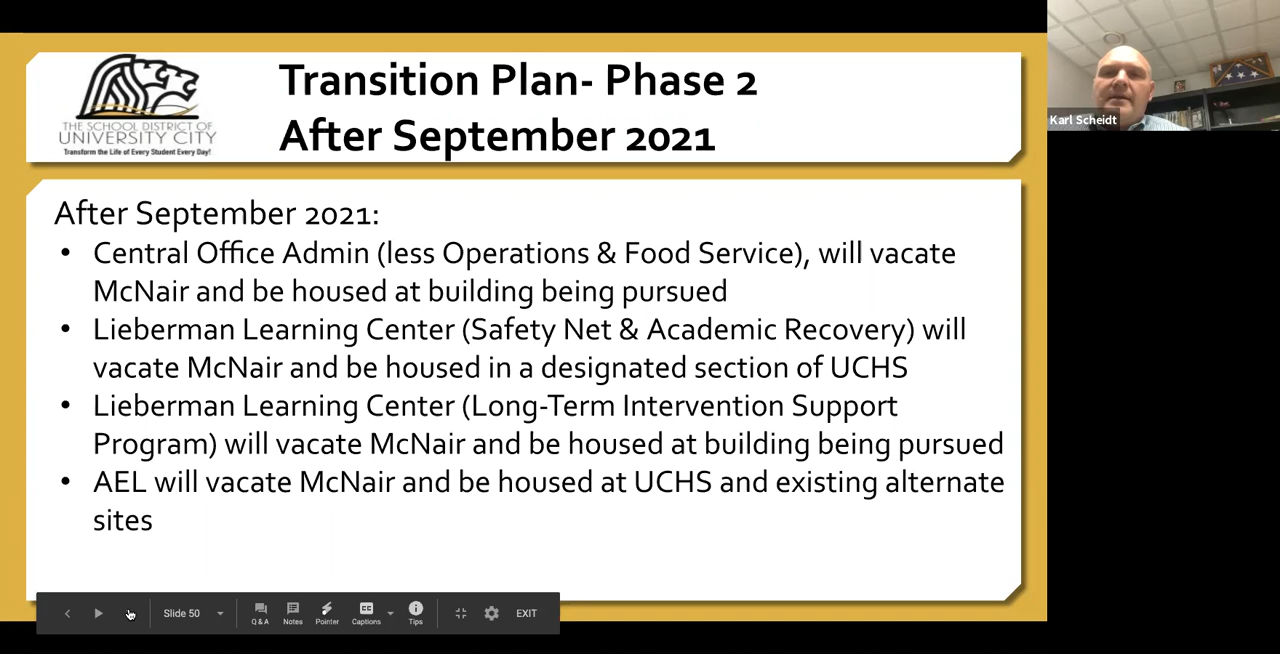 THE SCHOOL DISTRICT OF
UNIVERSITY CITY
Transform the Life of Every Student Every Day!
Transition Plan- Phase 2
After September 2021
Karl Scheidt
After September 2021:
• Central Office Admin (less Operations & Food Service), will vacate
McNair and be housed at building being pursued
• Lieberman Learning Center (Safety Net & Academic Recovery) will
vacate McNair and be housed in a designated section of UCHS
• Lieberman Learning Center (Long-Term Intervention Support
Program) will vacate McNair and be housed at building being pursued
• AEL will vacate McNair and be housed at UCHS and existing alternate
sites
Slide 50
Q & A
Notes
Pointer
CC
Captions
Tips
EXIT